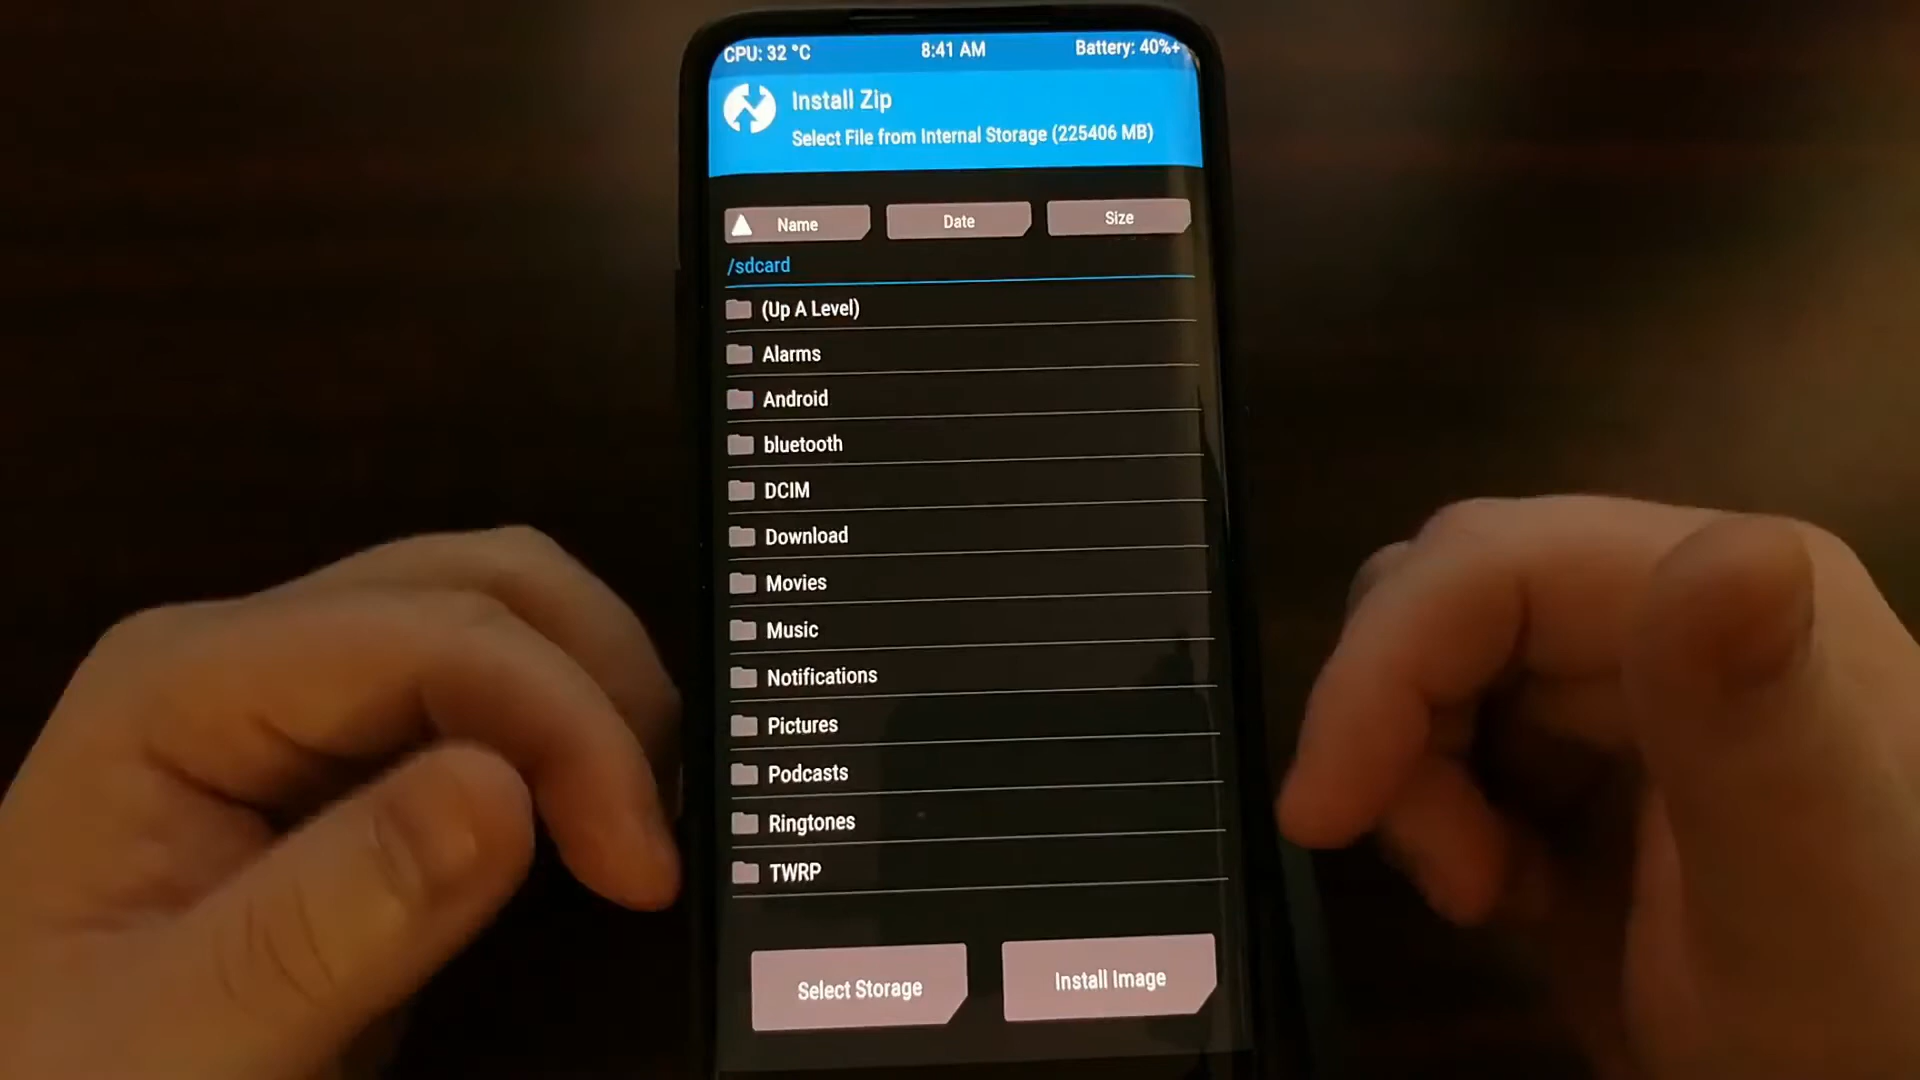 CPU: 32 °C 8:41 AM Battery: 40%+
Install Zip
Select File from Internal Storage (225406 MB)
Name Date Size
/sdcard
(Up A Level)
Alarms
Android
bluetooth
DCIM
Download
Movies
Music
Notifications
Pictures
Podcasts
Ringtones
TWRP
Select Storage Install Image